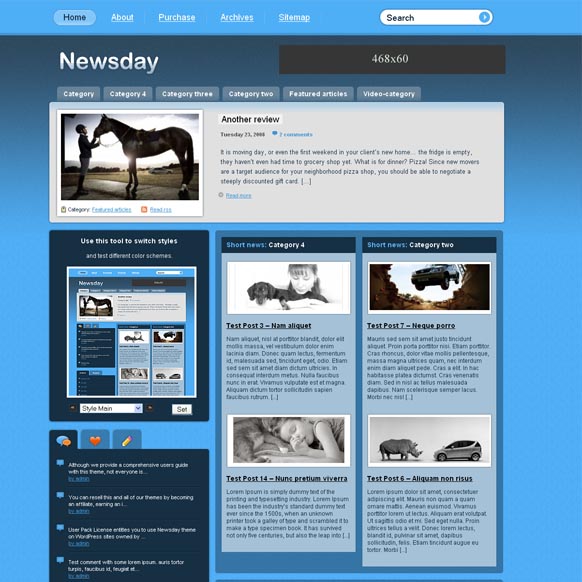 Home About Purchase Archives Sitemap Search
Newsday
468x60
Category Category 4 Category three Category two Featured articles Video-category
Another review
Tuesday 23, 2008 2 comments
It is moving day, or even the first weekend in your client's new home... the fridge is empty,
they haven't even had time to grocery shop yet. What is for dinner? Pizza! Since new movers
are a target audience for your neighborhood pizza shop, you should be able to negotiate a
steeply discounted gift card. [...]
Read more
Category: Featured articles Read rss
Use this tool to switch styles
and test different color schemes.
Newsday
Style Main Set
Although we provide a comprehensive users guide
with this theme, not everyone is...
by admin
You can resell this and all of our themes by becoming
an affiliate, earning an i...
by admin
User Pack License entitles you to use Newsday theme
on WordPress sites owned by ...
by admin
Test comment with some lorem ipsum. auris tortor
turpis, faucibus id, feugiat et...
by admin
Short news: Category 4
Test Post 3 – Nam aliquet
Nam aliquet, nisl at porttitor blandit, dolor elit
mollis massa, vel vestibulum dolor enim
lacinia diam. Donec quam lectus, fermentum
id, malesuada sed, tincidunt eget, odio. Etiam
sed sem sit amet diam dictum ultricies. In
consequat interdum metus. Nulla faucibus
nunc in erat. Vivamus vulputate est et magna.
Aliquam dictum tortor sollicitudin sapien
faucibus rutrum. [...]
Test Post 14 – Nunc pretium viverra
Lorem Ipsum is simply dummy text of the
printing and typesetting industry. Lorem Ipsum
has been the industry's standard dummy text
ever since the 1500s, when an unknown
printer took a galley of type and scrambled it to
make a type specimen book. It has survived
not only five centuries, but also the leap into [...]
Short news: Category two
Test Post 7 – Neque porro
Mauris sed sem sit amet justo tincidunt
aliquet. Proin porta porttitor nisi. Etiam porttitor.
Cras rhoncus, dolor vitae mollis pellentesque,
massa magna ultrices quam, nec interdum
enim diam aliquet pede. Cras a elit. In hac
habitasse platea dictumst. Cras venenatis
diam. Sed in nisl ac tellus malesuada
dapibus. Nam scelerisque semper lacus.
Morbi nec nisl [...]
Test Post 6 – Aliquam non risus
Lorem ipsum dolor sit amet, consectetuer
adipiscing elit. Mauris non quam a quam
ornare mattis. Aenean euismod. Vivamus
porttitor lorem ut lectus. Aliquam erat volutpat.
Ut sagittis odio et mi. Sed eget nulla. Proin
ultrices tellus a velit. Donec lorem lectus,
blandit id, pulvinar sit amet, dapibus
sollicitudin, felis. Etiam tincidunt augue eu
tortor. Morbi [...]